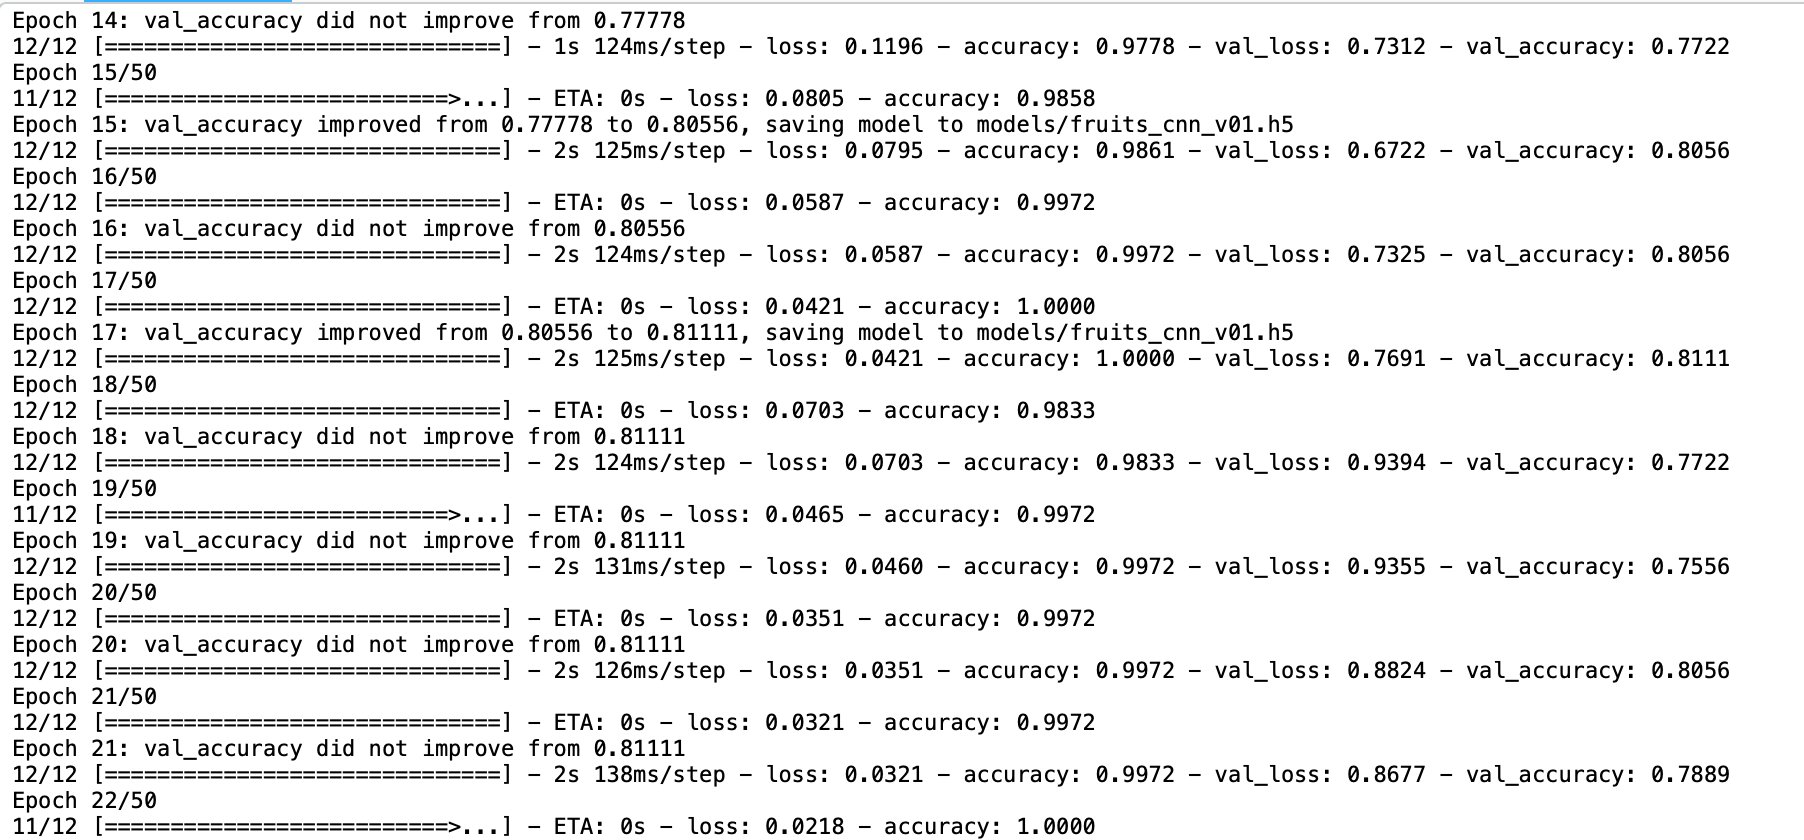 Epoch 14: val_accuracy did not improve from 0.77778
12/12 [==============================] - 1s 124ms/step - loss: 0.1196 - accuracy: 0.9778 - val_loss: 0.7312 - val_accuracy: 0.7722
Epoch 15/50
11/12 [==========================>...] - ETA: 0s - loss: 0.0805 - accuracy: 0.9858
Epoch 15: val_accuracy improved from 0.77778 to 0.80556, saving model to models/fruits_cnn_v01.h5
12/12 [==============================] - 2s 125ms/step - loss: 0.0795 - accuracy: 0.9861 - val_loss: 0.6722 - val_accuracy: 0.8056
Epoch 16/50
12/12 [==============================] - ETA: 0s - loss: 0.0587 - accuracy: 0.9972
Epoch 16: val_accuracy did not improve from 0.80556
12/12 [==============================] - 2s 124ms/step - loss: 0.0587 - accuracy: 0.9972 - val_loss: 0.7325 - val_accuracy: 0.8056
Epoch 17/50
12/12 [==============================] - ETA: 0s - loss: 0.0421 - accuracy: 1.0000
Epoch 17: val_accuracy improved from 0.80556 to 0.81111, saving model to models/fruits_cnn_v01.h5
12/12 [==============================] - 2s 125ms/step - loss: 0.0421 - accuracy: 1.0000 - val_loss: 0.7691 - val_accuracy: 0.8111
Epoch 18/50
12/12 [==============================] - ETA: 0s - loss: 0.0703 - accuracy: 0.9833
Epoch 18: val_accuracy did not improve from 0.81111
12/12 [==============================] - 2s 124ms/step - loss: 0.0703 - accuracy: 0.9833 - val_loss: 0.9394 - val_accuracy: 0.7722
Epoch 19/50
11/12 [==========================>...] - ETA: 0s - loss: 0.0465 - accuracy: 0.9972
Epoch 19: val_accuracy did not improve from 0.81111
12/12 [==============================] - 2s 131ms/step - loss: 0.0460 - accuracy: 0.9972 - val_loss: 0.9355 - val_accuracy: 0.7556
Epoch 20/50
12/12 [==============================] - ETA: 0s - loss: 0.0351 - accuracy: 0.9972
Epoch 20: val_accuracy did not improve from 0.81111
12/12 [==============================] - 2s 126ms/step - loss: 0.0351 - accuracy: 0.9972 - val_loss: 0.8824 - val_accuracy: 0.8056
Epoch 21/50
12/12 [==============================] - ETA: 0s - loss: 0.0321 - accuracy: 0.9972
Epoch 21: val_accuracy did not improve from 0.81111
12/12 [==============================] - 2s 138ms/step - loss: 0.0321 - accuracy: 0.9972 - val_loss: 0.8677 - val_accuracy: 0.7889
Epoch 22/50
11/12 [==========================>...] - ETA: 0s - loss: 0.0218 - accuracy: 1.0000